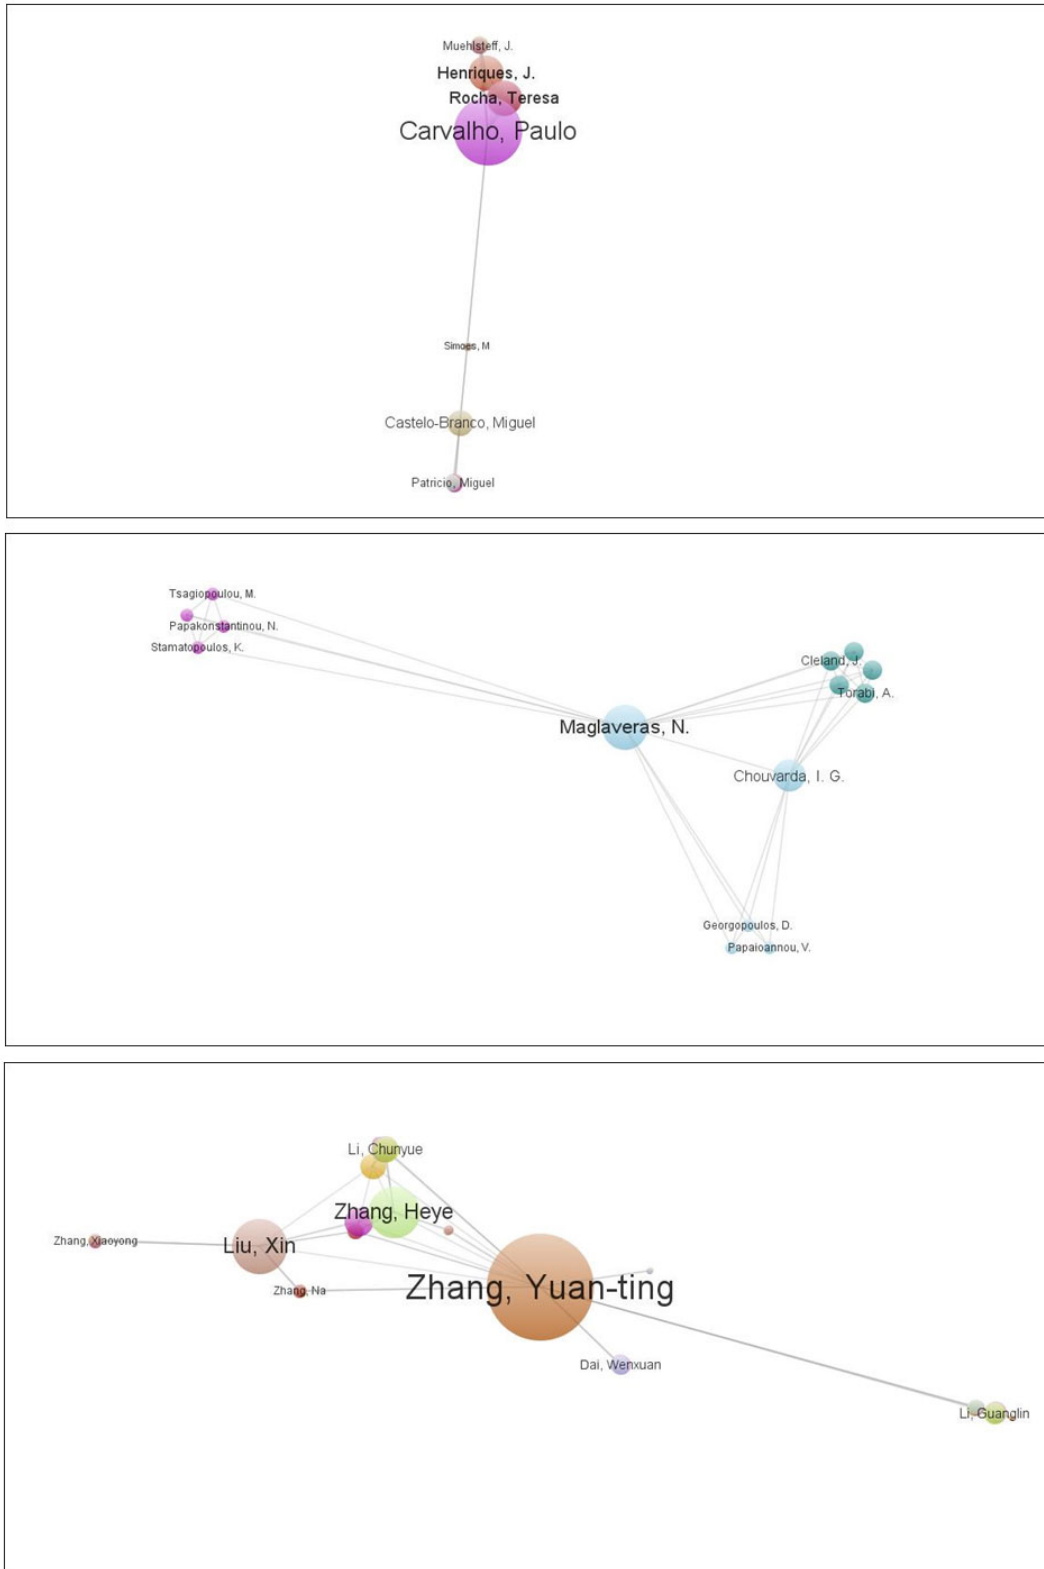 Muehlsteff, J.
Henriques, J.
Rocha, Teresa
Carvalho, Paulo
Simoes, M
Castelo-Branco, Miguel
Patricio, Miguel
Tsagiopoulou, M.
Papakonstantinou, N.
Stamatopoulos, K.
Cleland, J.
Torabi, A.
Maglaveras, N.
Chouvarda, I. G.
Georgopoulos, D.
Papaioannou, V.
Li, Chunyue
Zhang, Heye
Zhang, Xiaoyong
Liu, Xin
Zhang, Na
Zhang, Yuan-ting
Dai, Wenxuan
Li, Guanglin